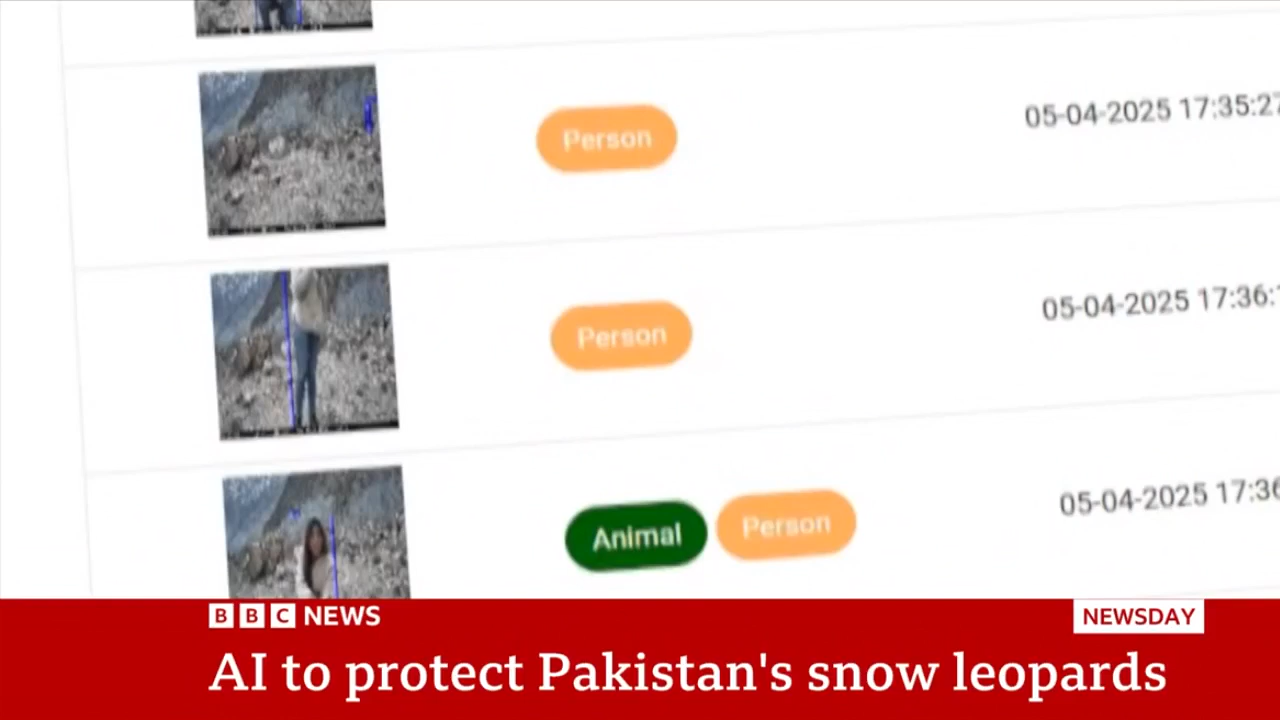 Person
05-04-2025 17:35:27
Person
05-04-2025 17:36:
Animal Person
05-04-2025 17:36
BBC NEWS
NEWSDAY
AI to protect Pakistan's snow leopards